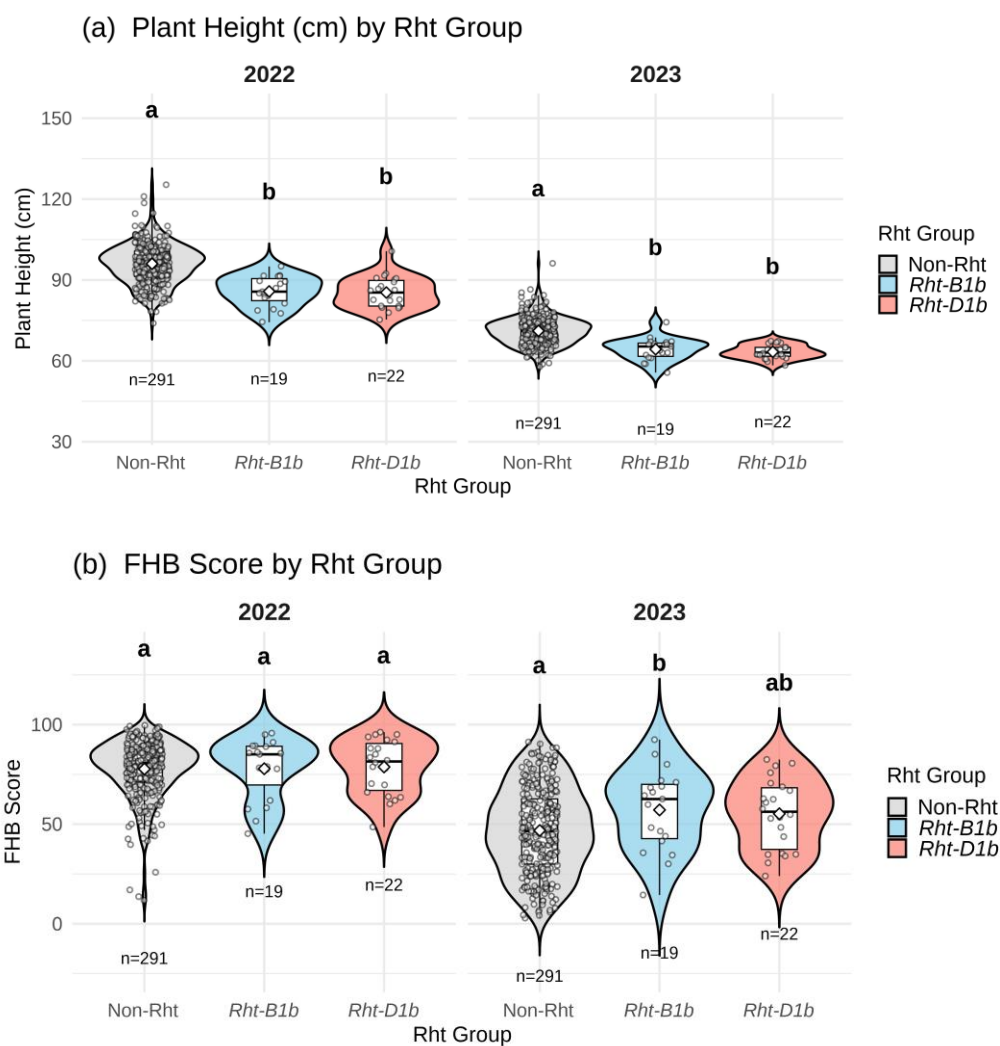 (a) Plant Height (cm) by Rht Group
2022 2023
a b b a b b
Plant Height (cm)
150
120
90
60
30
n=291 n=19 n=22 n=291 n=19 n=22
Non-Rht Rht-B1b Rht-D1b Non-Rht Rht-B1b Rht-D1b
Rht Group
Rht Group
Non-Rht
Rht-B1b
Rht-D1b
(b) FHB Score by Rht Group
2022 2023
a a a a b ab
FHB Score
100
50
0
n=291 n=19 n=22 n=291 n=19 n=22
Non-Rht Rht-B1b Rht-D1b Non-Rht Rht-B1b Rht-D1b
Rht Group
Rht Group
Non-Rht
Rht-B1b
Rht-D1b